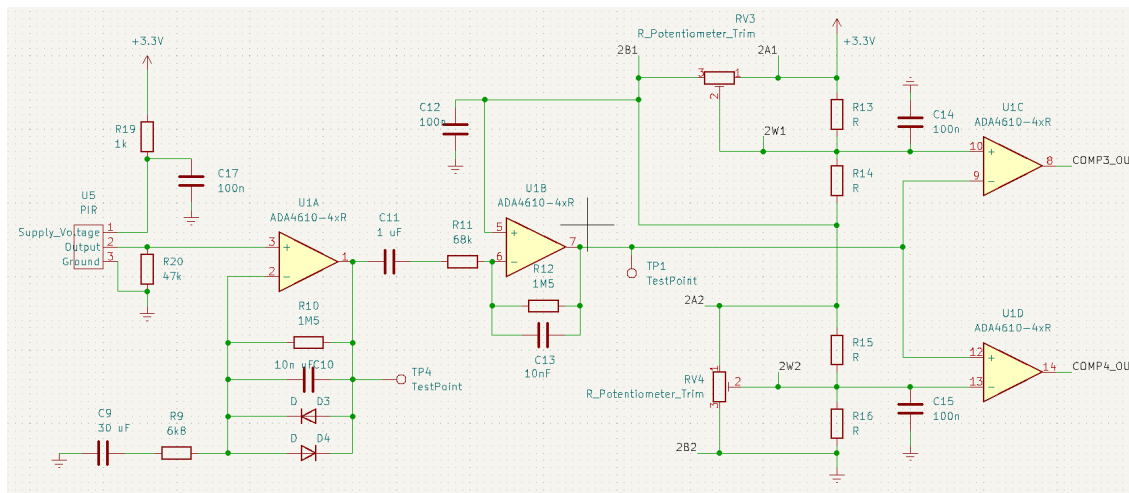 RV3
R_Potentiometer_Trim
+3.3V
2B1
2A1
+3.3V
3
1
2
C12
100n
R13
R
C14
100n
U1C
ADA4610-4xR
R19
1k
2W1
10
+
8
COMP3_OU
9
-
C17
100n
R14
R
U5
PIR
U1A
ADA4610-4xR
C11
1 uF
R11
68k
U1B
ADA4610-4xR
5
+
7
6
-
Supply_Voltage
1
Output
2
Ground
3
3
+
1
2
-
R20
47k
R12
1M5
TP1
TestPoint
2A2
R10
1M5
U1D
ADA4610-4xR
C13
10nF
R15
R
12
+
14
COMP4_OU
13
-
10n uF
C10
TP4
TestPoint
2W2
1
RV4
R_Potentiometer_Trim
2
3
D
D3
C15
100n
C9
30 uF
R9
6k8
R16
R
D
D4
2B2